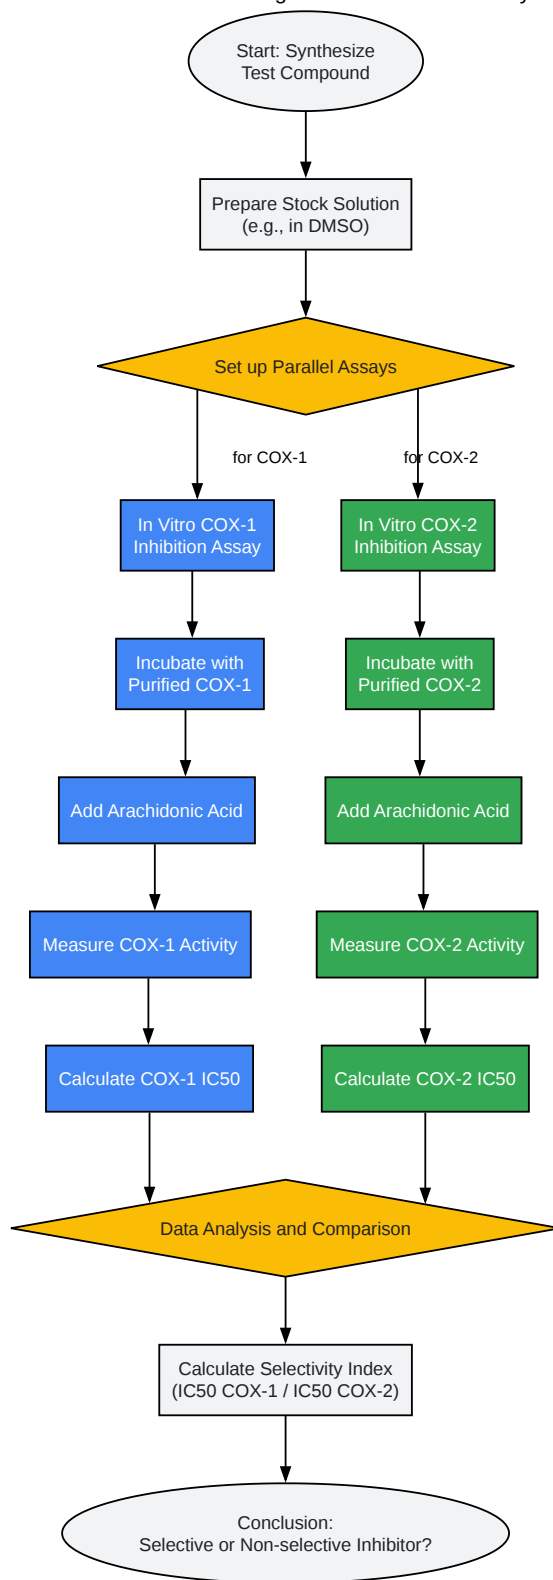 Start: Synthesize
Test Compound
Prepare Stock Solution
(e.g., in DMSO)
Set up Parallel Assays
for COX-1
for COX-2
In Vitro COX-1
Inhibition Assay
In Vitro COX-2
Inhibition Assay
Incubate with
Purified COX-1
Incubate with
Purified COX-2
Add Arachidonic Acid
Add Arachidonic Acid
Measure COX-1 Activity
Measure COX-2 Activity
Calculate COX-1 IC50
Calculate COX-2 IC50
Data Analysis and Comparison
Calculate Selectivity Index
(IC50 COX-1 / IC50 COX-2)
Conclusion:
Selective or Non-selective Inhibitor?